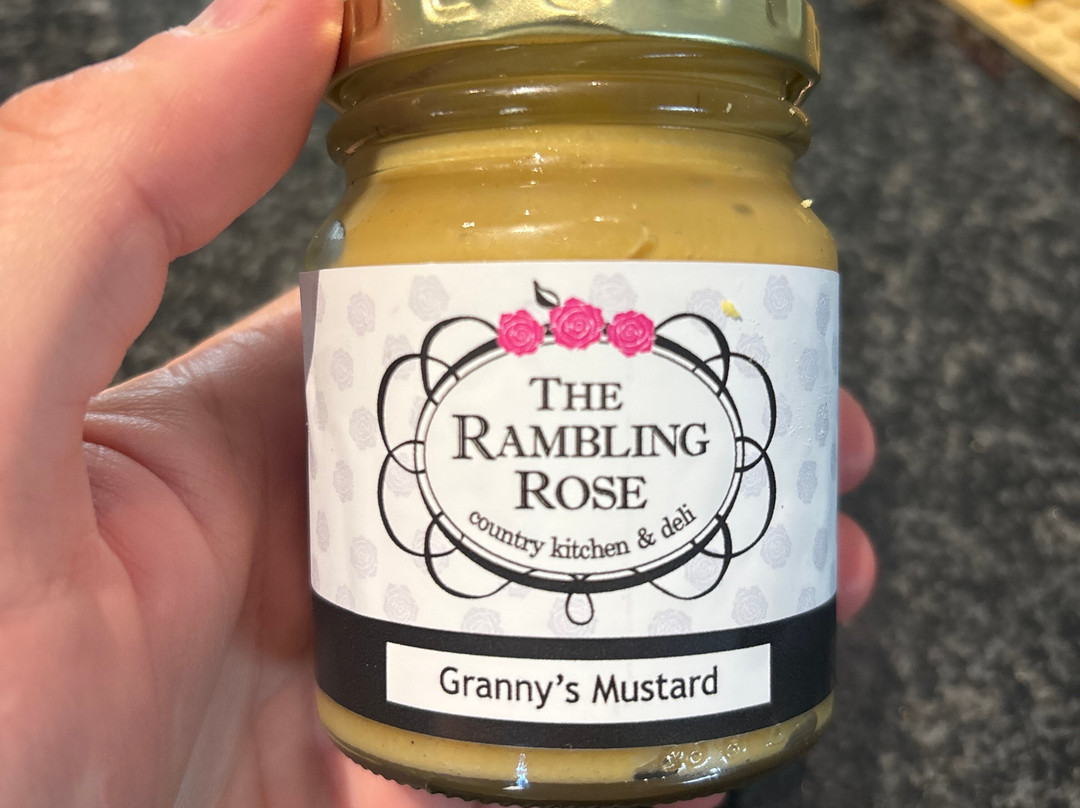 THE
RAMBLING
ROSE
country kitchen & deli
Granny's Mustard